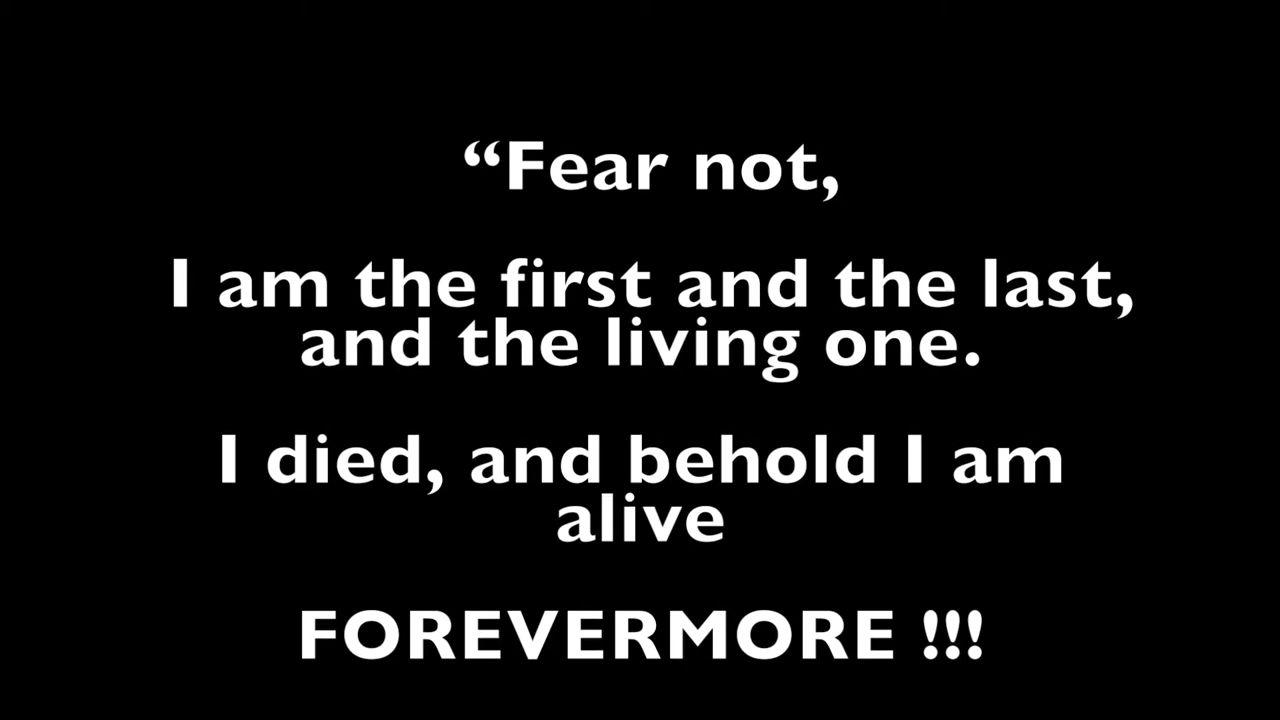 “Fear not,
I am the first and the last,
and the living one.
I died, and behold I am
alive
FOREVERMORE !!!